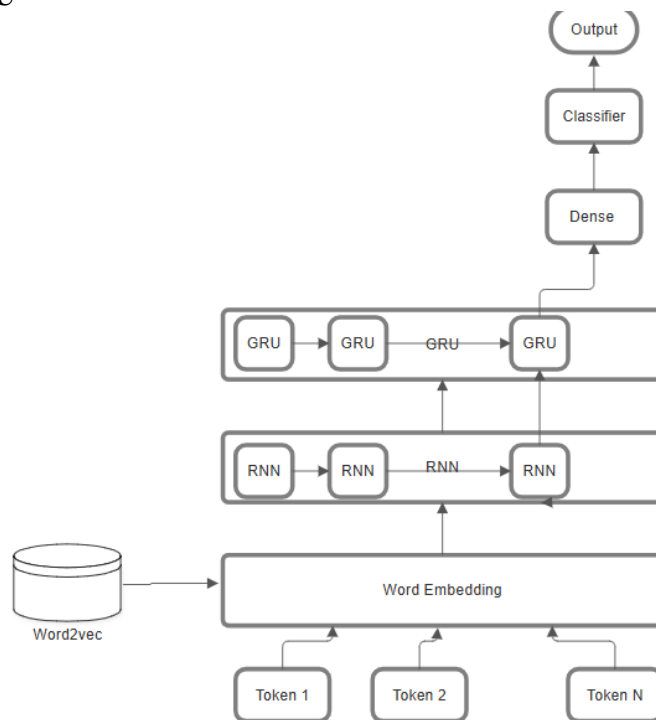 Output
Classifier
Dense
GRU GRU GRU GRU
RNN RNN RNN RNN
Word Embedding
Word2vec
Token 1 Token 2 Token N